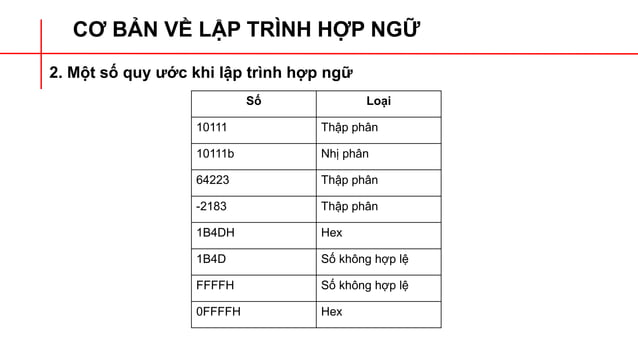 CƠ BẢN VỀ LẬP TRÌNH HỢP NGỮ
2. Một số quy ước khi lập trình hợp ngữ
Số Loại
10111 Thập phân
10111b Nhị phân
64223 Thập phân
-2183 Thập phân
1B4DH Hex
1B4D Số không hợp lệ
FFFFH Số không hợp lệ
0FFFFH Hex